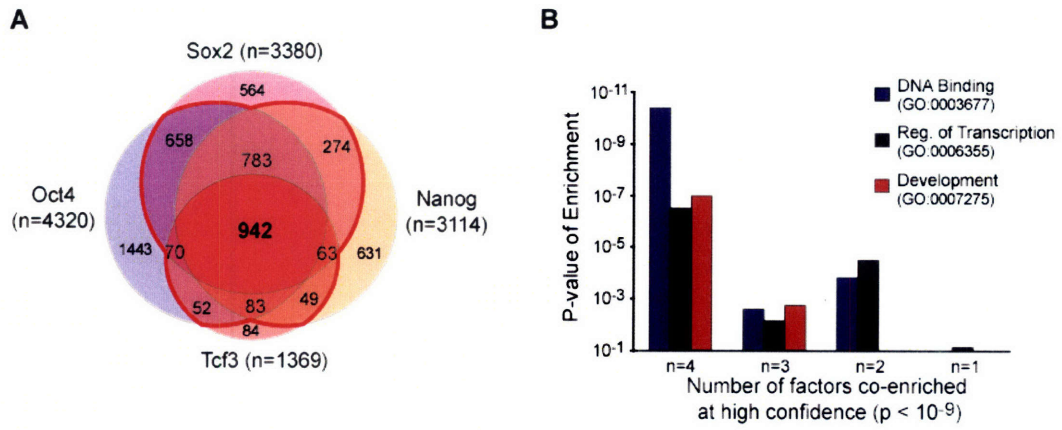 A
Sox2 (n=3380)
564
658
274
783
Oct4
(n=4320)
Nanog
(n=3114)
942
1443
70
63
631
52
83
49
84
Tcf3 (n=1369)
B
P-value of Enrichment
10-11
10-9
10-7
10-5
10-3
10-1
DNA Binding
(GO:0003677)
Reg. of Transcription
(GO:0006355)
Development
(GO:0007275)
n=4
n=3
n=2
n=1
Number of factors co-enriched
at high confidence (p < 10-9)